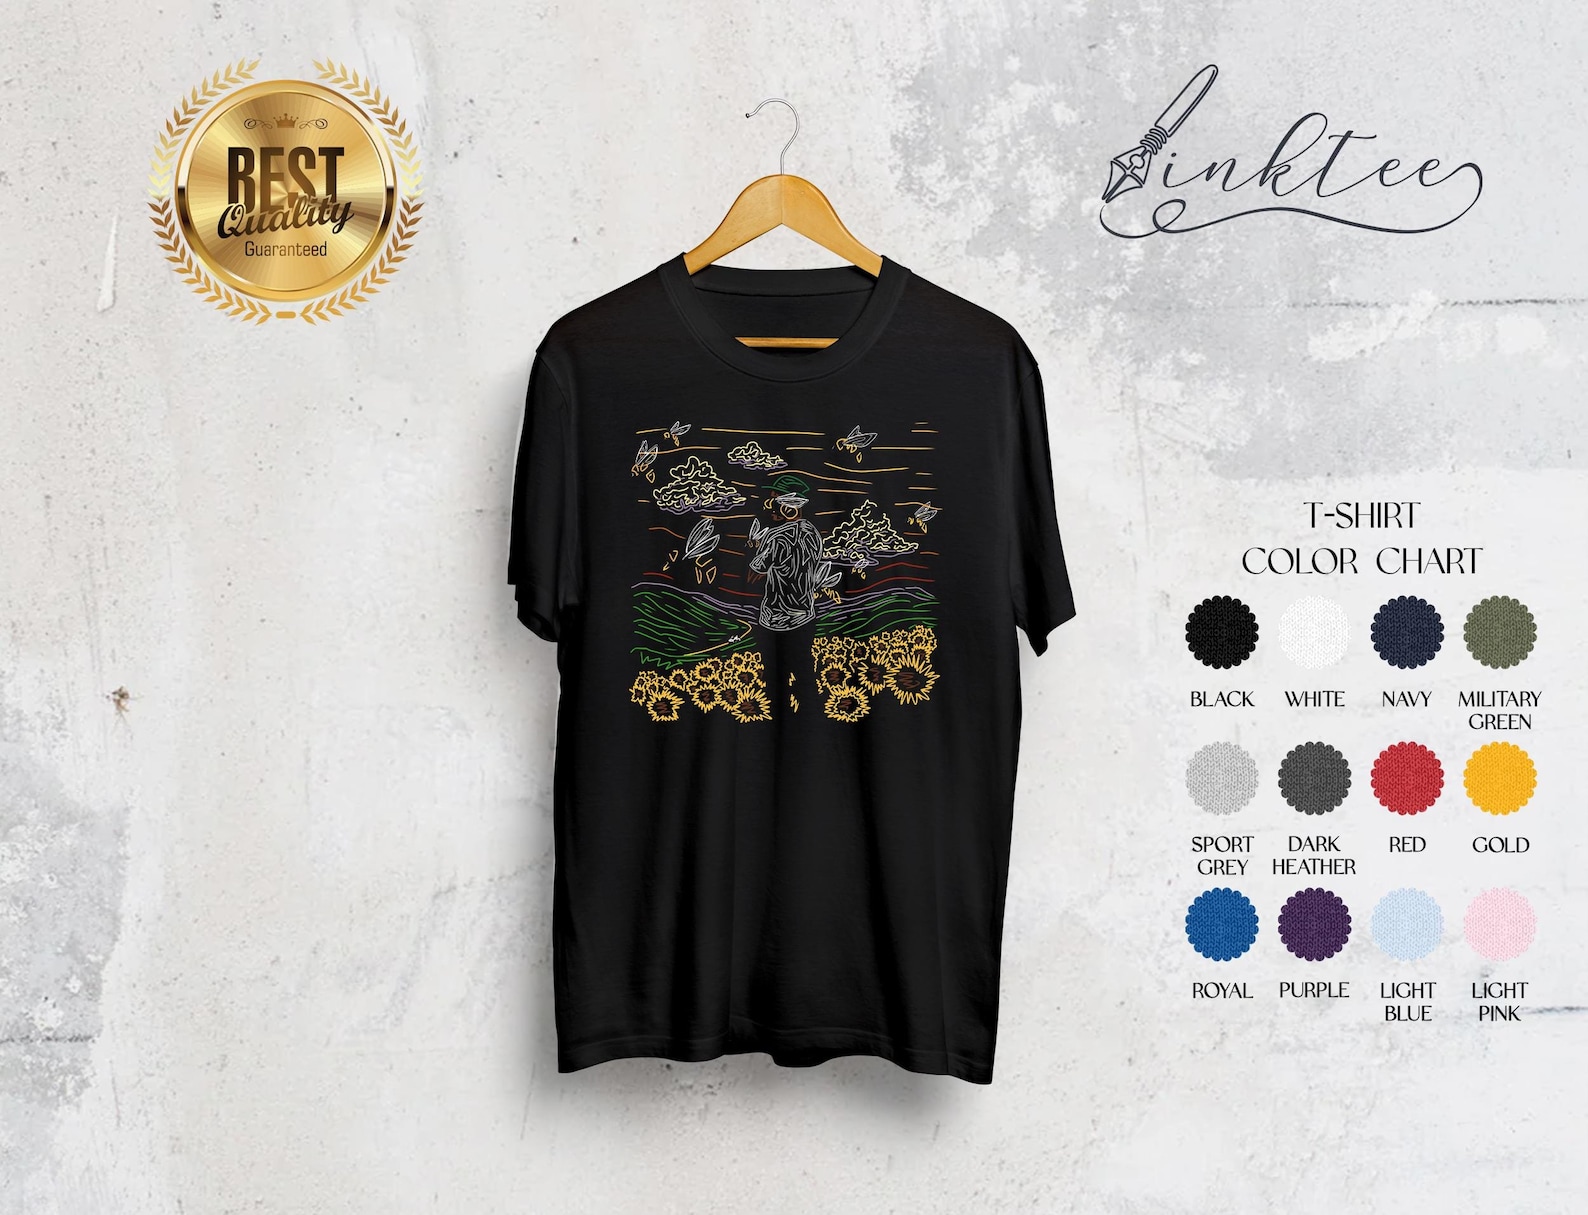 BEST
Quality
Guaranteed
inktee
T-SHIRT
COLOR CHART
BLACK
WHITE
NAVY
MILITARY
GREEN
SPORT
GREY
DARK
HEATHER
RED
GOLD
ROYAL
PURPLE
LIGHT
BLUE
LIGHT
PINK